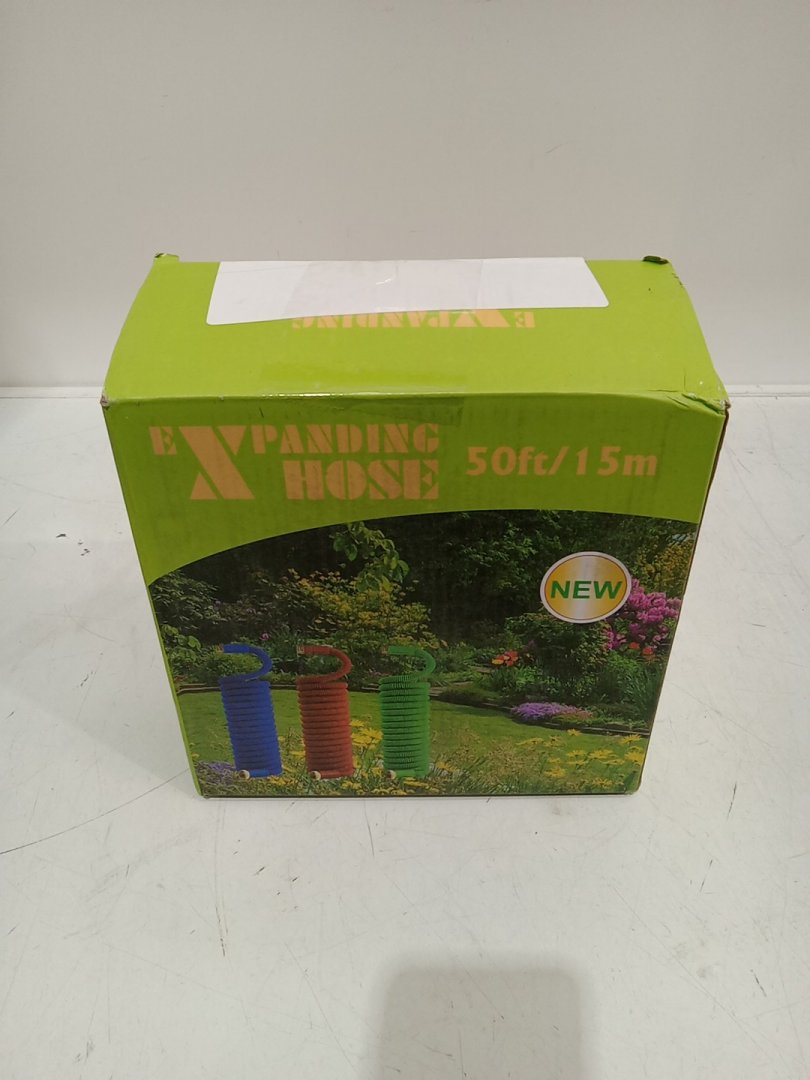 EXPANDING
EXPANDING
HOSE
50ft/15m
NEW